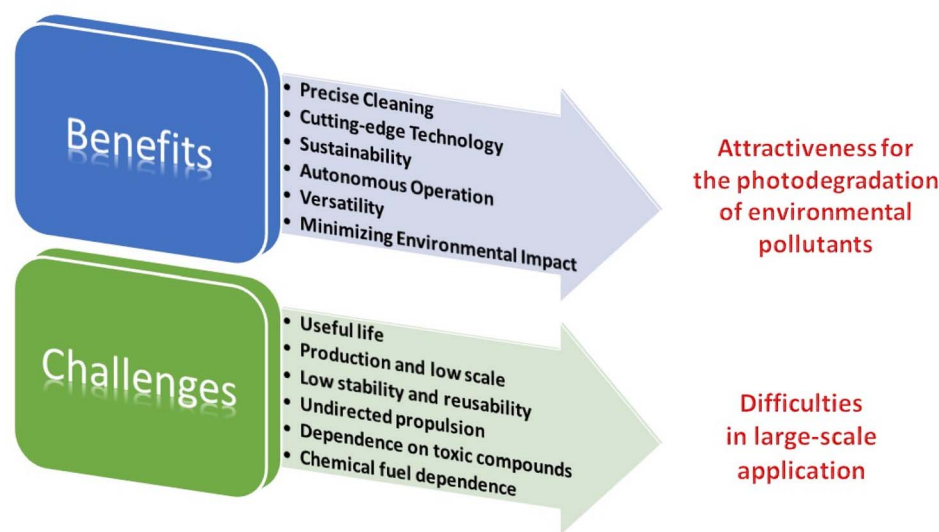 Benefits
• Precise Cleaning
• Cutting-edge Technology
• Sustainability
• Autonomous Operation
• Versatility
• Minimizing Environmental Impact
Attractiveness for
the photodegradation
of environmental
pollutants
Challenges
• Useful life
• Production and low scale
• Low stability and reusability
• Undirected propulsion
• Dependence on toxic compounds
• Chemical fuel dependence
Difficulties
in large-scale
application